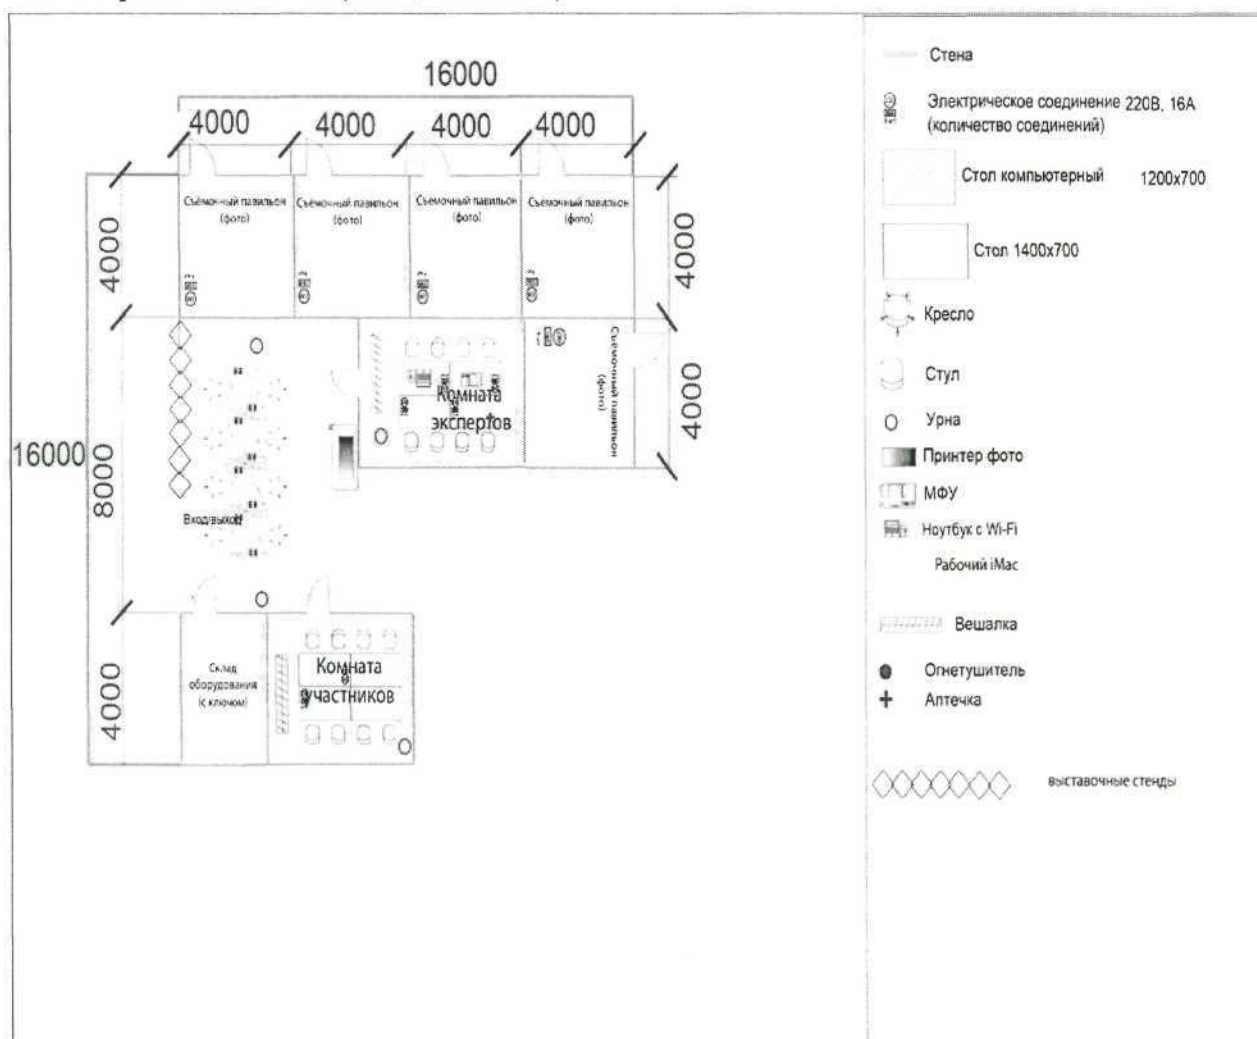 16000
4000
4000
4000
4000
Съемочный павильон
(фото)
Съемочный павильон
(фото)
Съемочный павильон
(фото)
Съемочный павильон
(фото)
4000
4000
16000
8000
4000
Съемочный павильон
(фото)
Комната
экспертов
Вход/выход
4000
Склад
оборудования
(с ключом)
Комната
участников
Стена
Электрическое соединение 220В, 16А
(количество соединений)
Стол компьютерный 1200x700
Стол 1400x700
Кресло
Стул
Урна
Принтер фото
МФУ
Ноутбук с Wi-Fi
Рабочий iMac
Вешалка
Огнетушитель
Аптечка
выставочные стенды